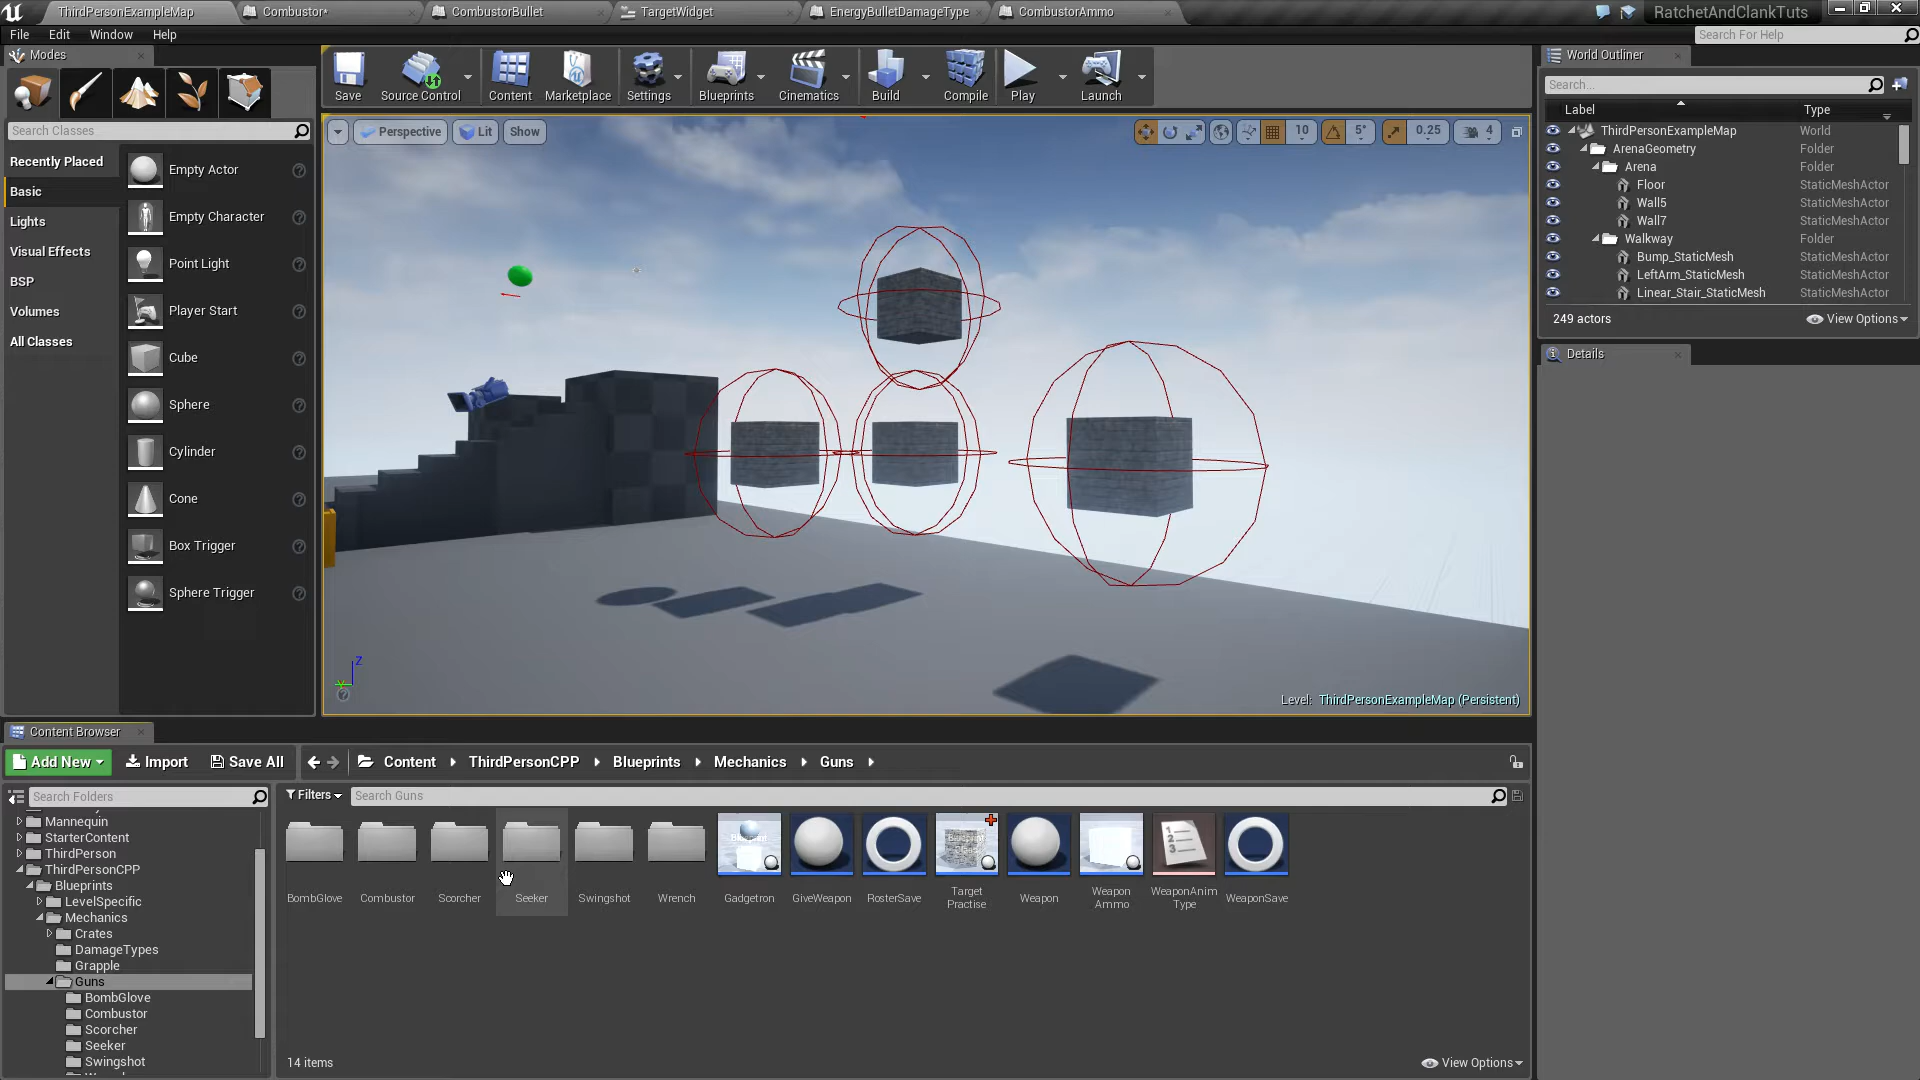 ThirdPersonExampleMap
Combustor*
CombustorBullet
TargetWidget
EnergyBulletDamageType
CombustorAmmo
RatchetAndClankTuts
File Edit Window Help
Search For Help
Modes
Save
Source Control
Content
Marketplace
Settings
Blueprints
Cinematics
Build
Compile
Play
Launch
World Outliner
Search...
Label Type
ThirdPersonExampleMap World
ArenaGeometry Folder
Arena Folder
Floor StaticMeshActor
Wall5 StaticMeshActor
Wall7 StaticMeshActor
Walkway Folder
Bump_StaticMesh StaticMeshActor
LeftArm_StaticMesh StaticMeshActor
Linear_Stair_StaticMesh StaticMeshActor
249 actors
View Options
Details
Search Classes
Recently Placed
Basic
Lights
Visual Effects
BSP
Volumes
All Classes
Empty Actor
Empty Character
Point Light
Player Start
Cube
Sphere
Cylinder
Cone
Box Trigger
Sphere Trigger
Perspective
Lit
Show
10
5°
0.25
4
Z
Level: ThirdPersonExampleMap (Persistent)
Content Browser
Add New
Import
Save All
Content
ThirdPersonCPP
Blueprints
Mechanics
Guns
Search Folders
Filters
Search Guns
Mannequin
StarterContent
ThirdPerson
ThirdPersonCPP
Blueprints
LevelSpecific
Mechanics
Crates
DamageTypes
Grapple
Guns
BombGlove
Combustor
Scorcher
Seeker
Swingshot
BombGlove
Combustor
Scorcher
Seeker
Swingshot
Wrench
Gadgetron
GiveWeapon
RosterSave
Target
Practise
Weapon
Weapon
Ammo
WeaponAnim
Type
WeaponSave
14 items
View Options